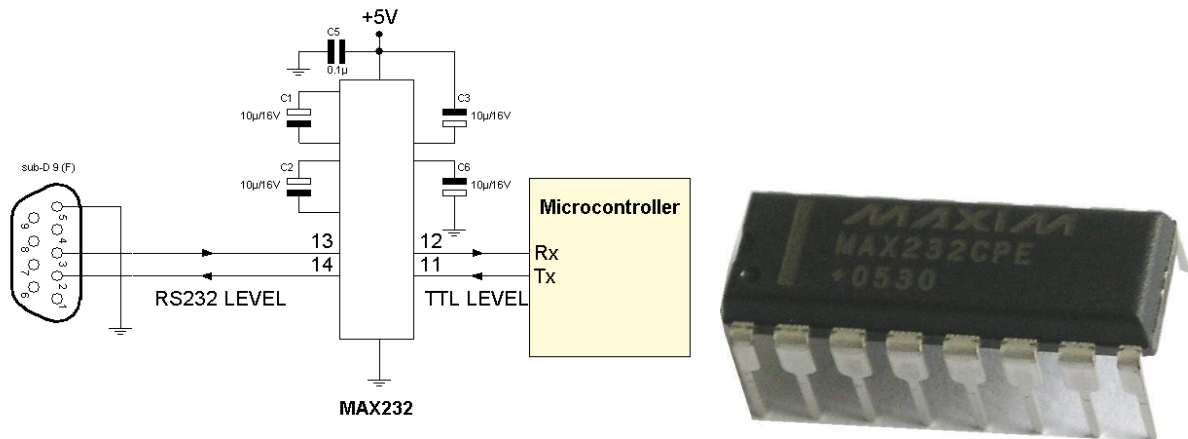 +5V
C5
0.1µ
C1
10µ/16V
C3
10µ/16V
C2
10µ/16V
C6
10µ/16V
sub-D 9 (F)
5
9
4
8
3
7
2
6
1
13
12
14
11
RS232 LEVEL
TTL LEVEL
Microcontroller
Rx
Tx
MAX232
MAXIM
MAX232CPE
+0530